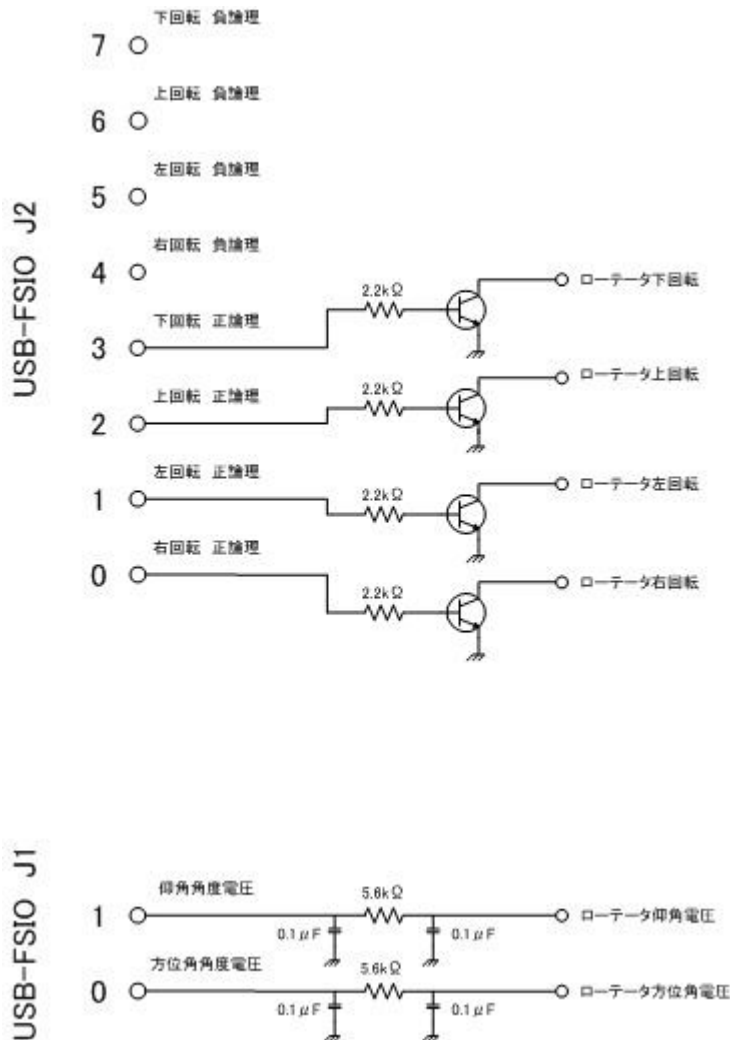 USB-FSIO J2
下回転 負論理
7
上回転 負論理
6
左回転 負論理
5
右回転 負論理
4
2.2kΩ
ローテータ下回転
下回転 正論理
3
2.2kΩ
ローテータ上回転
上回転 正論理
2
左回転 正論理
2.2kΩ
ローテータ左回転
1
右回転 正論理
0
2.2kΩ
ローテータ右回転
USB-FSIO J1
仰角角度電圧
5.6kΩ
1
ローテータ仰角電圧
0.1μF
0.1μF
方位角角度電圧
5.6kΩ
0
ローテータ方位角電圧
0.1μF
0.1μF